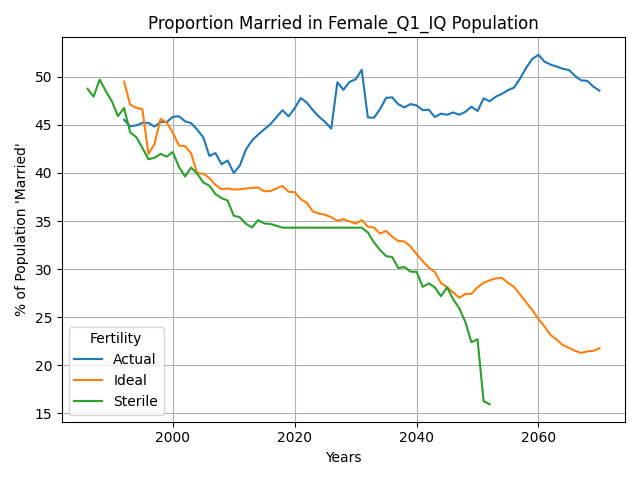 Proportion Married in Female_Q1_IQ Population
% of Population 'Married'
50
45
40
35
30
25
20
15
Fertility
Actual
Ideal
Sterile
2000
2020
2040
2060
Years